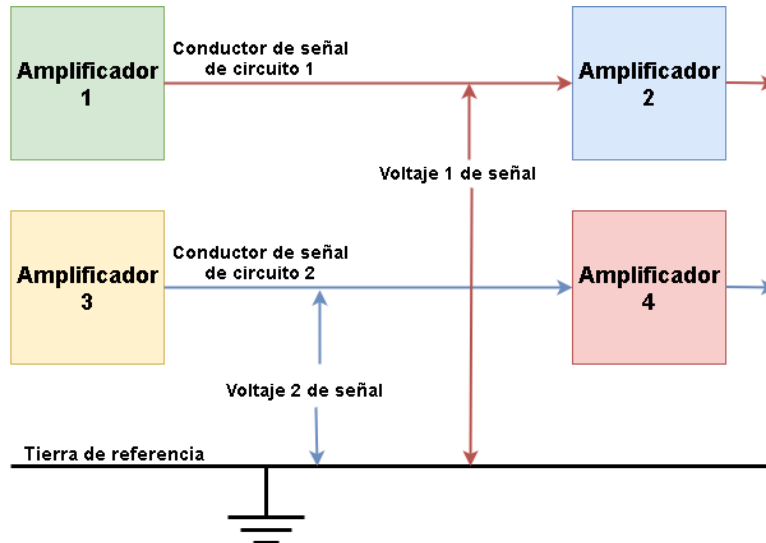 Amplificador
1
Conductor de señal
de circuito 1
Amplificador
2
Voltaje 1 de señal
Amplificador
3
Conductor de señal
de circuito 2
Amplificador
4
Voltaje 2 de señal
Tierra de referencia